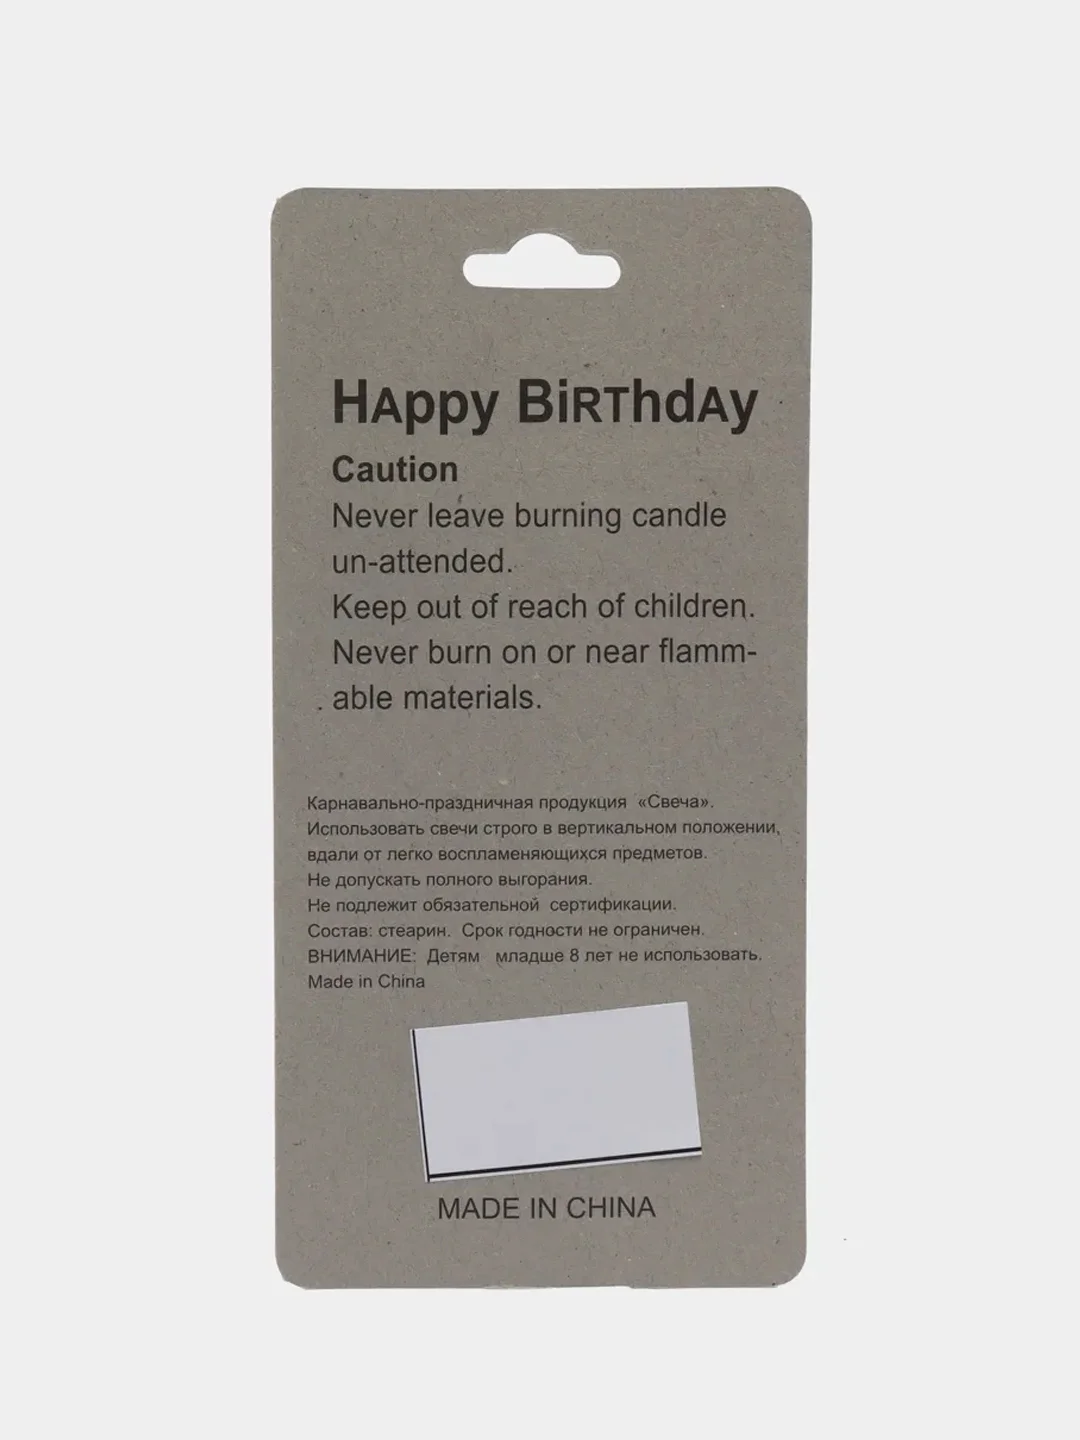 HAppy BiRThdAy
Caution
Never leave burning candle
un-attended.
Keep out of reach of children.
Never burn on or near flamm-
. able materials.
Карнавально-праздничная продукция «Свеча».
Использовать свечи строго в вертикальном положении,
вдали от легко воспламеняющихся предметов.
Не допускать полного выгорания.
Не подлежит обязательной сертификации.
Состав: стеарин. Срок годности не ограничен.
ВНИМАНИЕ: Детям младше 8 лет не использовать.
Made in China
MADE IN CHINA